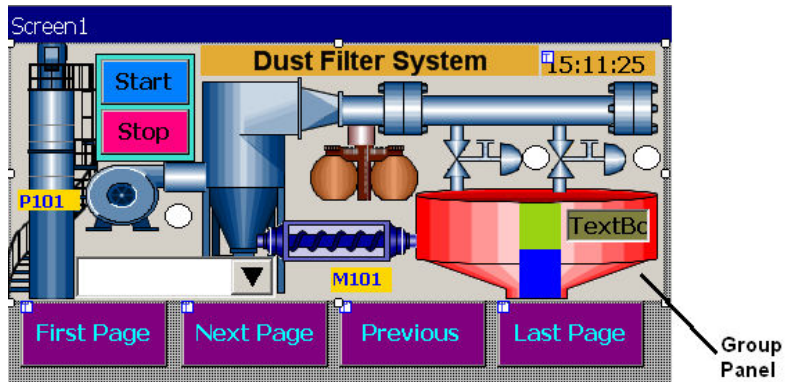 Screen1
Dust Filter System
15:11:25
Start
Stop
P101
TextBo
M101
First Page
Next Page
Previous
Last Page
Group
Panel